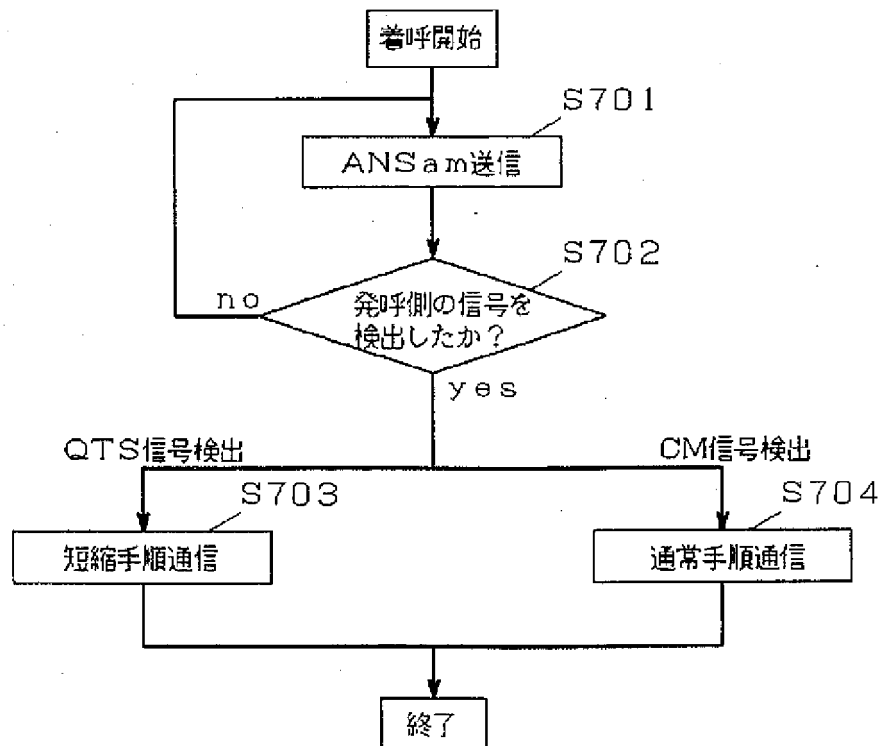 着呼開始
S701
ANSam送信
S702
no
発呼側の信号を
検出したか?
yes
QTS信号検出
CM信号検出
S703
S704
短縮手順通信
通常手順通信
終了